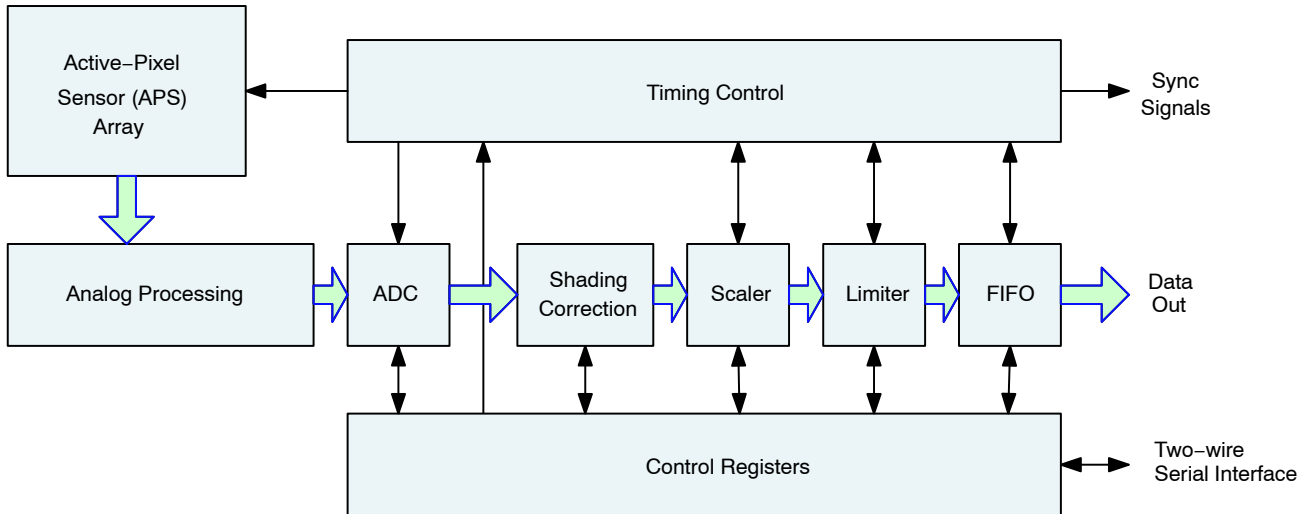 Active−Pixel
Sensor (APS)
Array
Timing Control
Sync
Signals
Analog Processing
ADC
Shading
Correction
Scaler
Limiter
FIFO
Data
Out
Control Registers
Two−wire
Serial Interface